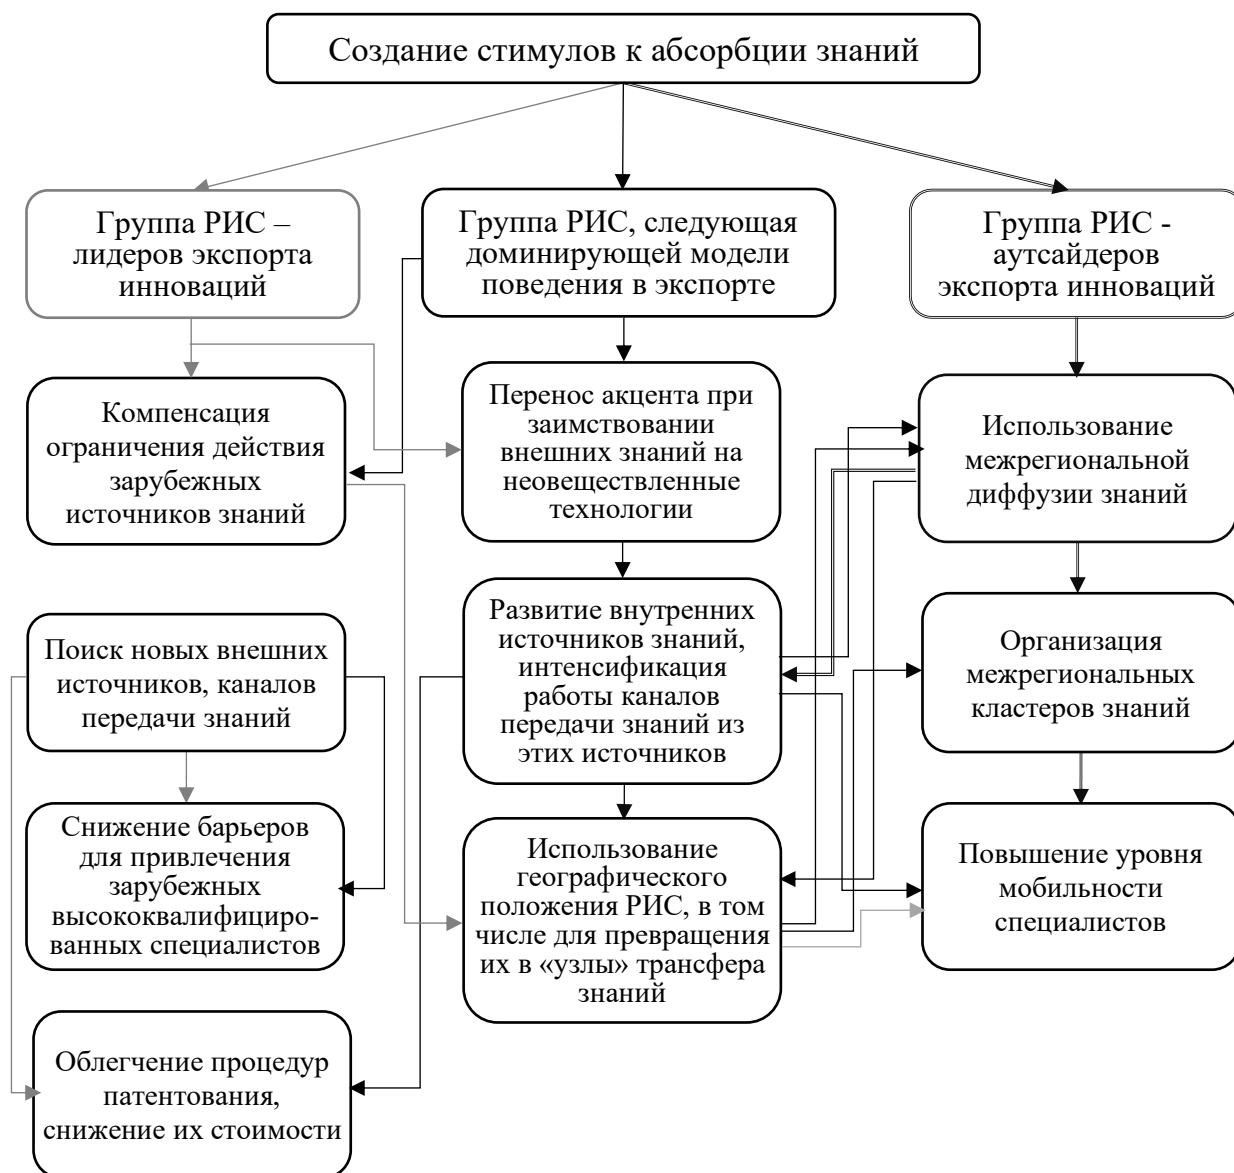 Создание стимулов к абсорбции знаний
Группа РИС –
лидеров экспорта
инноваций
Группа РИС, следующая
доминирующей модели
поведения в экспорте
Группа РИС -
аутсайдеров
экспорта инноваций
Компенсация
ограничения действия
зарубежных
источников знаний
Перенос акцента при
заимствовании
внешних знаний на
неовеществленные
технологии
Использование
межрегиональной
диффузии знаний
Поиск новых внешних
источников, каналов
передачи знаний
Развитие внутренних
источников знаний,
интенсификация
работы каналов
передачи знаний из
этих источников
Организация
межрегиональных
кластеров знаний
Снижение барьеров
для привлечения
зарубежных
высококвалифициро-
ванных специалистов
Использование
географического
положения РИС, в том
числе для превращения
их в «узлы» трансфера
знаний
Повышение уровня
мобильности
специалистов
Облегчение процедур
патентования,
снижение их стоимости